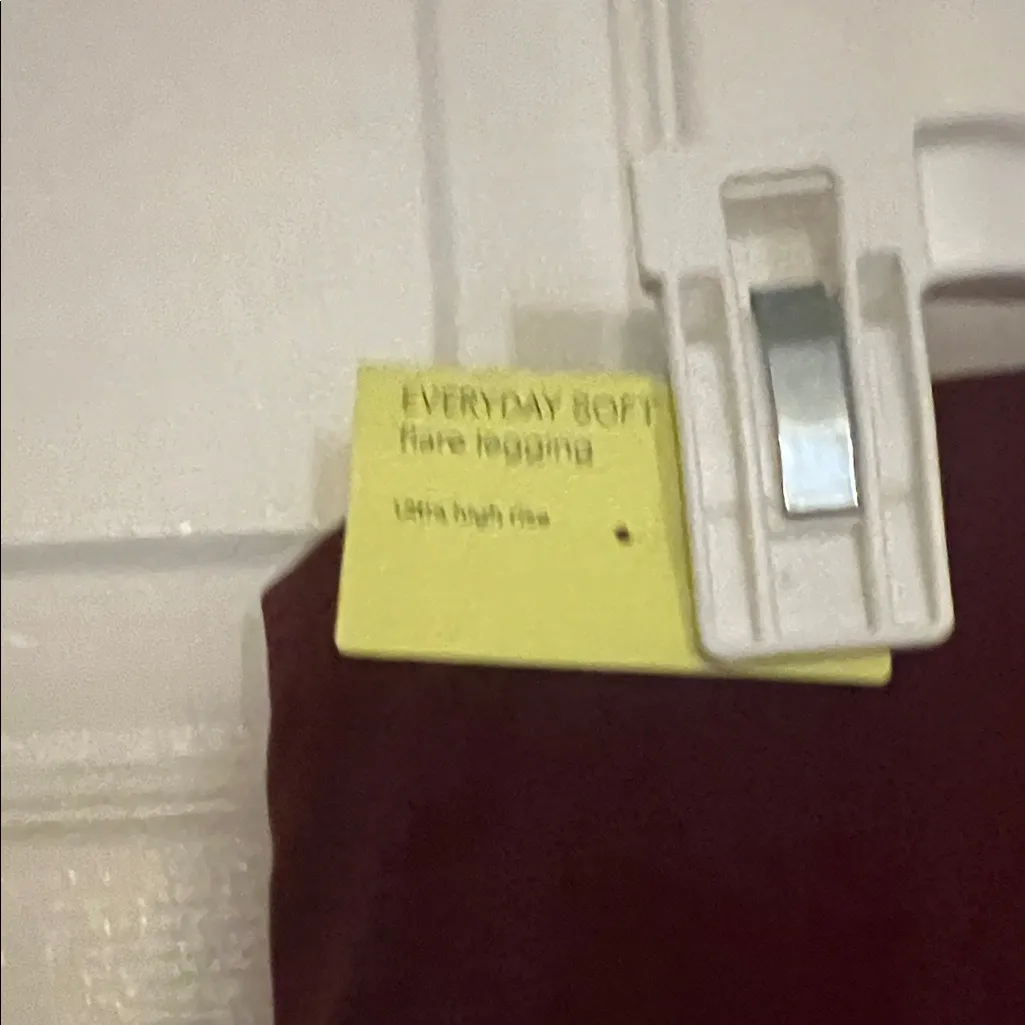 EVERYDAY SOFT
flare legging
Ultra high rise